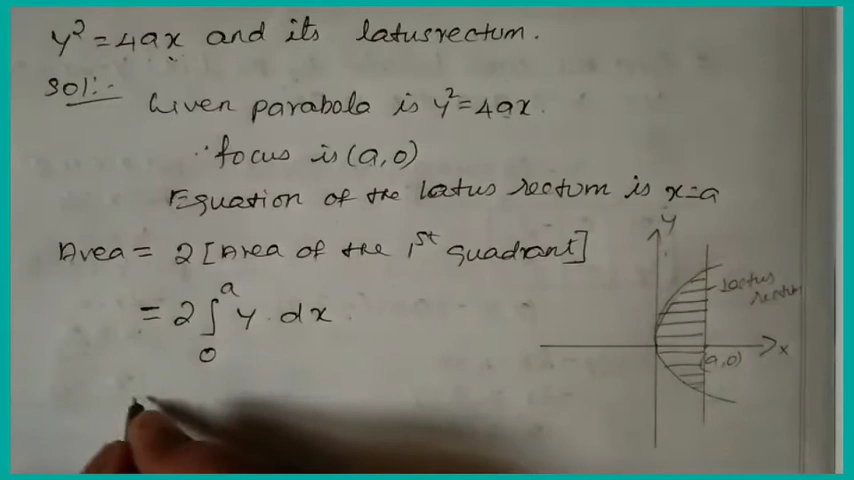 y² = 4ax and its latusrectum.
Sol:-
Given parabola is y² = 4ax.
∴ focus is (a,0)
Equation of the latus rectum is x=a
Area = 2 [Area of the 1st quadrant]
= 2 ∫₀ᵃ y. dx
Y
latus
rectum
x
(a,0)